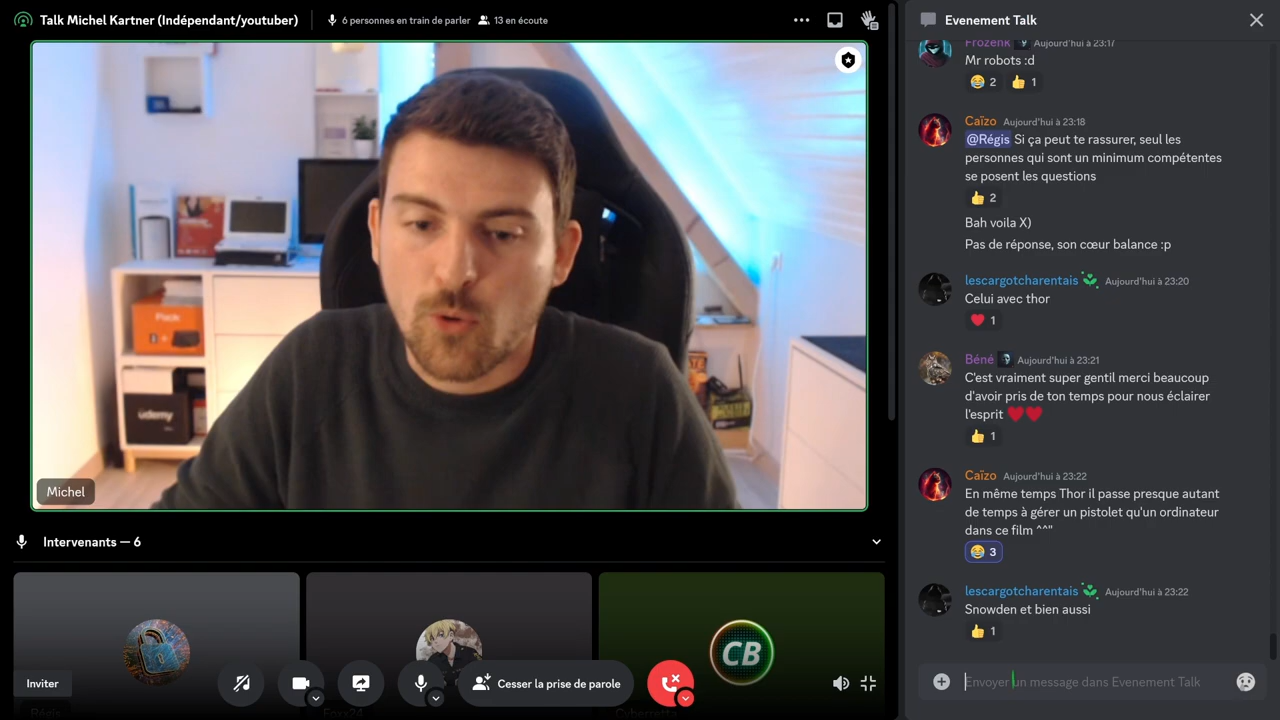 Talk Michel Kartner (Indépendant/youtuber)
6 personnes en train de parler
13 en écoute
Evenement Talk
Frozenk Aujourd'hui à 23:17
Mr robots :d
2 1
Caïzo Aujourd'hui à 23:18
@Régis Si ça peut te rassurer, seul les
personnes qui sont un minimum compétentes
se posent les questions
2
Bah voila X)
Pas de réponse, son cœur balance :p
lescargotcharentais Aujourd'hui à 23:20
Celui avec thor
1
Béné Aujourd'hui à 23:21
C'est vraiment super gentil merci beaucoup
d'avoir pris de ton temps pour nous éclairer
l'esprit
1
Caïzo Aujourd'hui à 23:22
En même temps Thor il passe presque autant
de temps à gérer un pistolet qu'un ordinateur
dans ce film ^^"
3
lescargotcharentais Aujourd'hui à 23:22
Snowden et bien aussi
1
Envoyer un message dans Evenement Talk
Pack
ûdemy
Michel
Intervenants — 6
CB
Inviter
Cesser la prise de parole
Régis
Foxx24